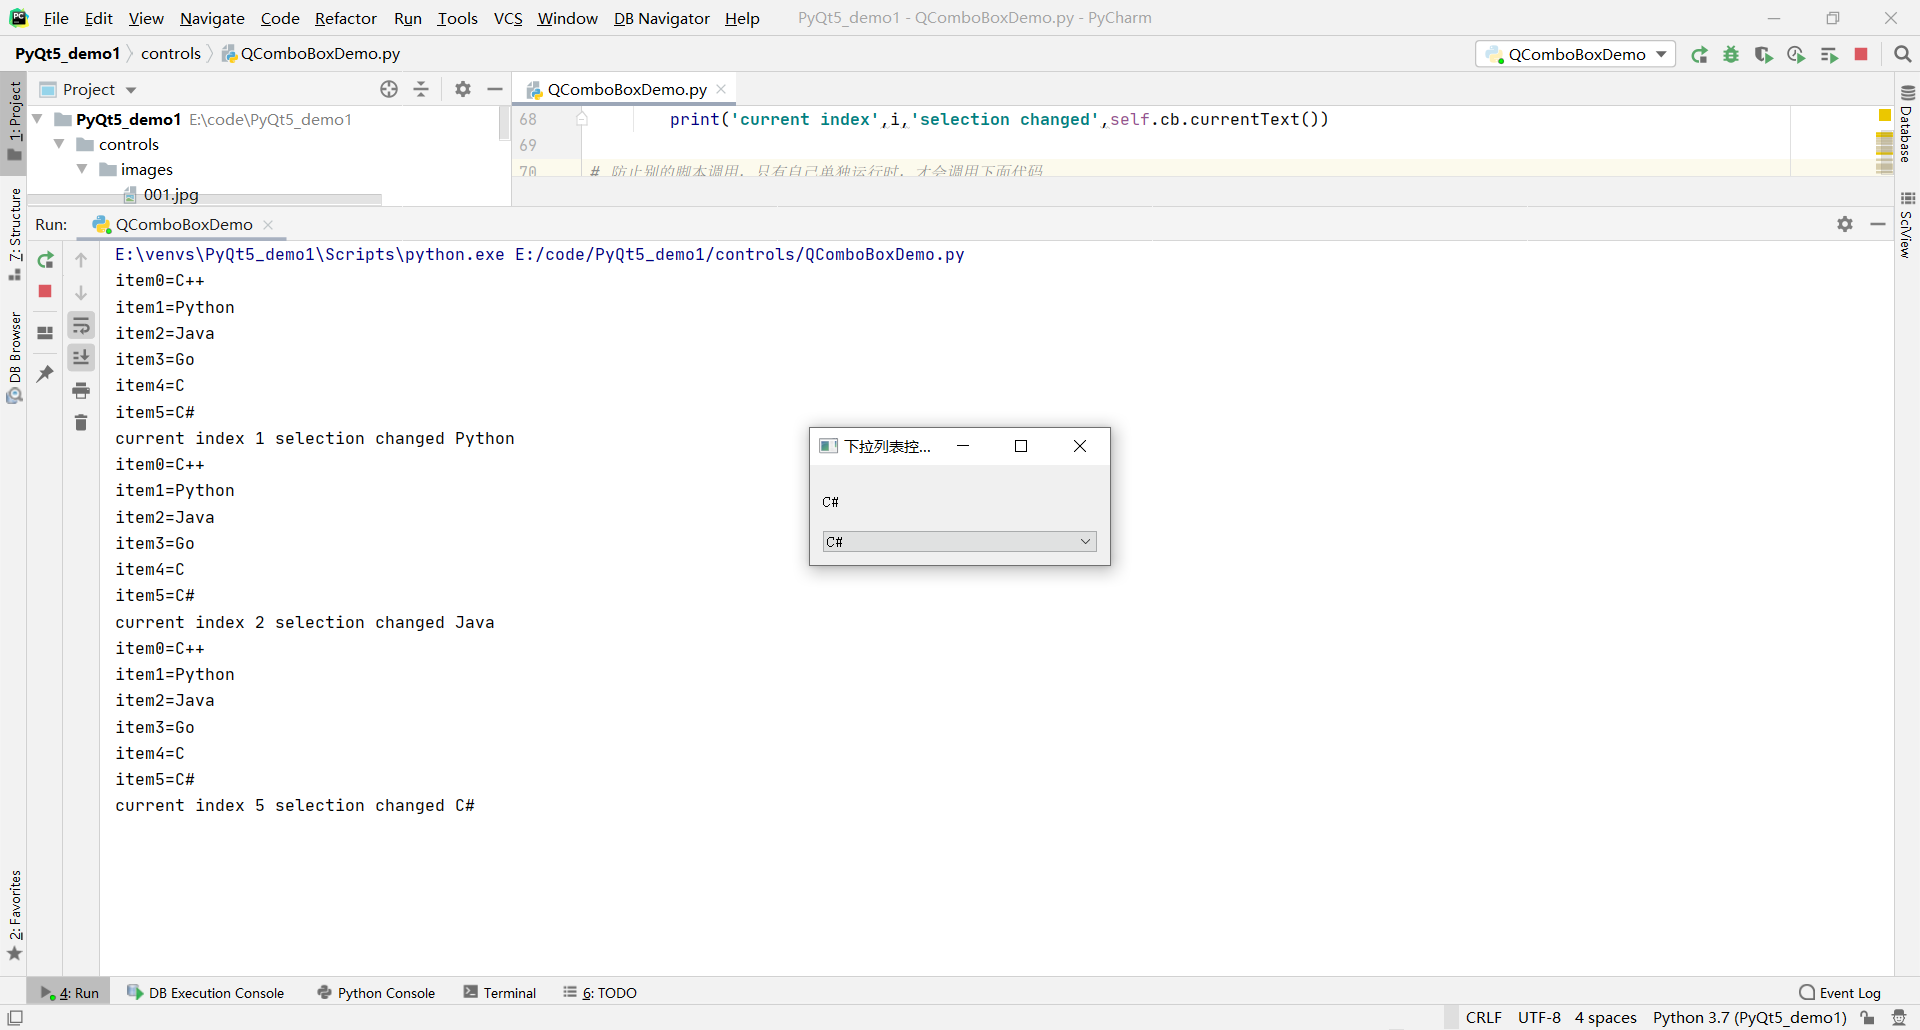 File Edit View Navigate Code Refactor Run Tools VCS Window DB Navigator Help PyQt5_demo1 - QComboBoxDemo.py - PyCharm
PyQt5_demo1 controls QComboBoxDemo.py QComboBoxDemo
1: Project
7: Structure
DB Browser
2: Favorites
Project
PyQt5_demo1 E:\code\PyQt5_demo1
controls
images
001.jpg
QComboBoxDemo.py
68 print('current index',i,'selection changed',self.cb.currentText())
69
70 # 防止别的脚本调用，只有自己单独运行时，才会调用下面代码
Database
SciView
Run: QComboBoxDemo
E:\venvs\PyQt5_demo1\Scripts\python.exe E:/code/PyQt5_demo1/controls/QComboBoxDemo.py
item0=C++
item1=Python
item2=Java
item3=Go
item4=C
item5=C#
current index 1 selection changed Python
item0=C++
item1=Python
item2=Java
item3=Go
item4=C
item5=C#
current index 2 selection changed Java
item0=C++
item1=Python
item2=Java
item3=Go
item4=C
item5=C#
current index 5 selection changed C#
下拉列表控...
C#
C#
4: Run DB Execution Console Python Console Terminal 6: TODO Event Log
CRLF UTF-8 4 spaces Python 3.7 (PyQt5_demo1)